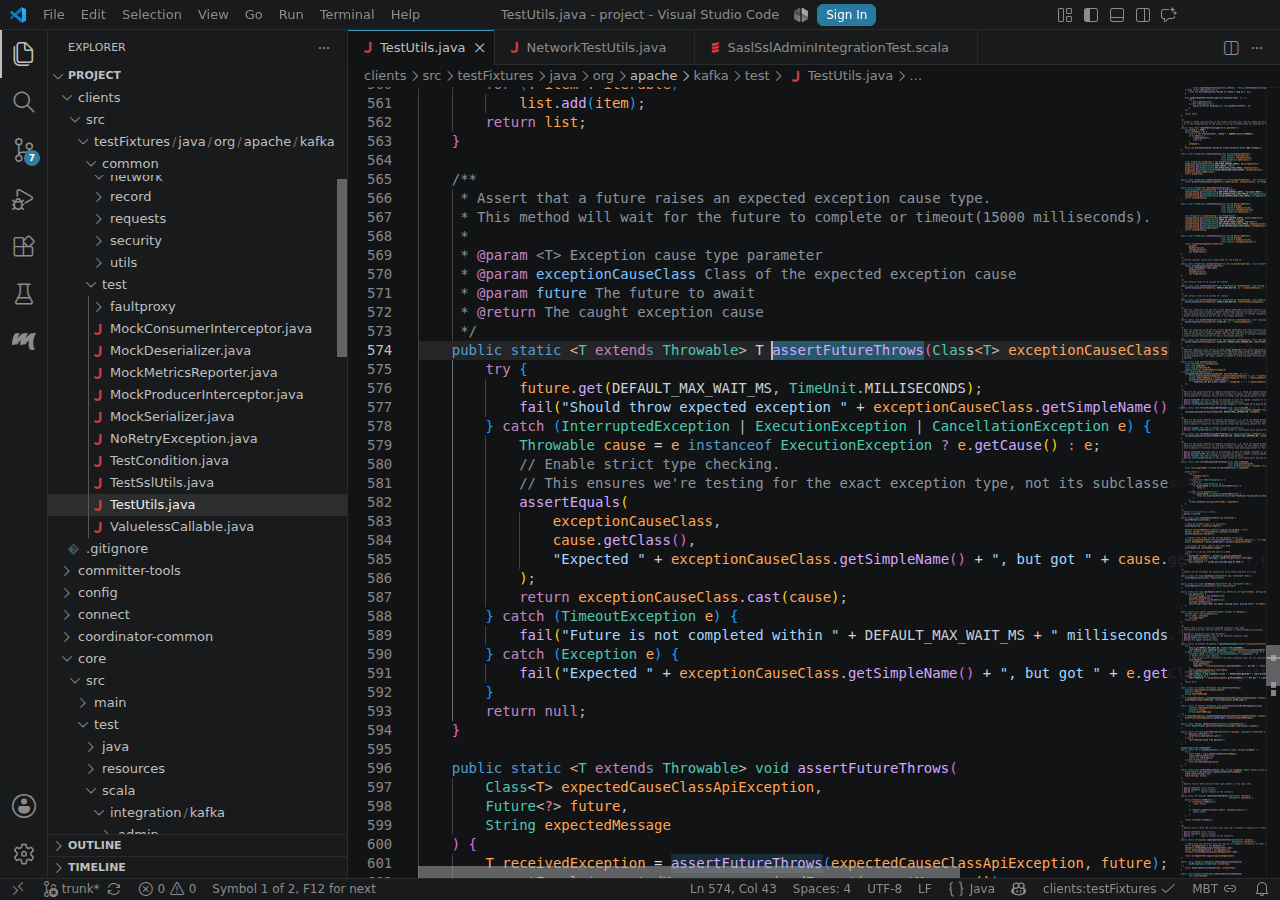 File Edit Selection View Go Run Terminal Help
TestUtils.java - project - Visual Studio Code
Sign In
EXPLORER
PROJECT
clients
src
testFixtures / java / org / apache / kafka
common
network
record
requests
security
utils
test
faultproxy
MockConsumerInterceptor.java
MockDeserializer.java
MockMetricsReporter.java
MockProducerInterceptor.java
MockSerializer.java
NoRetryException.java
TestCondition.java
TestSslUtils.java
TestUtils.java
ValuelessCallable.java
.gitignore
committer-tools
config
connect
coordinator-common
core
src
main
test
java
resources
scala
integration / kafka
admin
OUTLINE
TIMELINE
7
TestUtils.java
NetworkTestUtils.java
SaslSslAdminIntegrationTest.scala
clients > src > testFixtures > java > org > apache > kafka > test > TestUtils.java > ...
560 for (T item : iterable)
561 list.add(item);
562 return list;
563 }
564
565 /**
566 * Assert that a future raises an expected exception cause type.
567 * This method will wait for the future to complete or timeout(15000 milliseconds).
568 *
569 * @param <T> Exception cause type parameter
570 * @param exceptionCauseClass Class of the expected exception cause
571 * @param future The future to await
572 * @return The caught exception cause
573 */
574 public static <T extends Throwable> T assertFutureThrows(Class<T> exceptionCauseClass
575 try {
576 future.get(DEFAULT_MAX_WAIT_MS, TimeUnit.MILLISECONDS);
577 fail("Should throw expected exception " + exceptionCauseClass.getSimpleName()
578 } catch (InterruptedException | ExecutionException | CancellationException e) {
579 Throwable cause = e instanceof ExecutionException ? e.getCause() : e;
580 // Enable strict type checking.
581 // This ensures we're testing for the exact exception type, not its subclasses.
582 assertEquals(
583 exceptionCauseClass,
584 cause.getClass(),
585 "Expected " + exceptionCauseClass.getSimpleName() + ", but got " + cause.g
586 );
587 return exceptionCauseClass.cast(cause);
588 } catch (TimeoutException e) {
589 fail("Future is not completed within " + DEFAULT_MAX_WAIT_MS + " milliseconds
590 } catch (Exception e) {
591 fail("Expected " + exceptionCauseClass.getSimpleName() + ", but got " + e.get
592 }
593 return null;
594 }
595
596 public static <T extends Throwable> void assertFutureThrows(
597 Class<T> expectedCauseClassApiException,
598 Future<?> future,
599 String expectedMessage
600 ) {
601 T receivedException = assertFutureThrows(expectedCauseClassApiException, future);
trunk* 0 0 Symbol 1 of 2, F12 for next Ln 574, Col 43 Spaces: 4 UTF-8 LF { } Java clients:testFixtures MBT